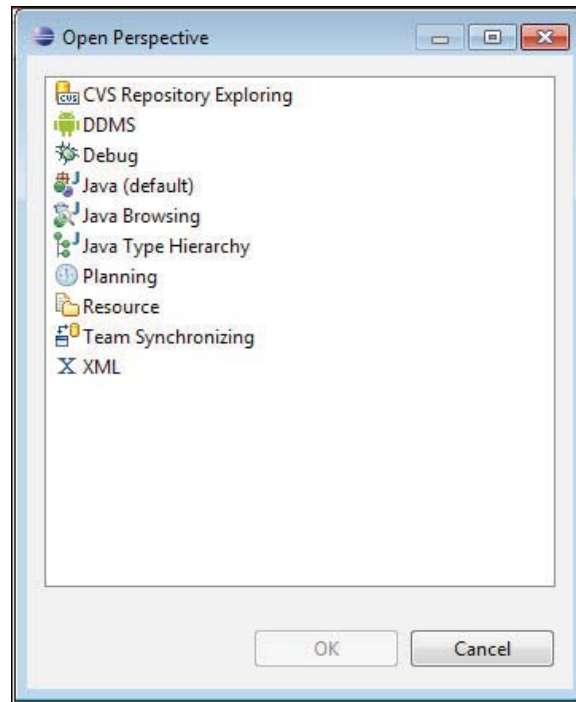 Open Perspective
CVS Repository Exploring
DDMS
Debug
Java (default)
Java Browsing
Java Type Hierarchy
Planning
Resource
Team Synchronizing
XML
OK
Cancel